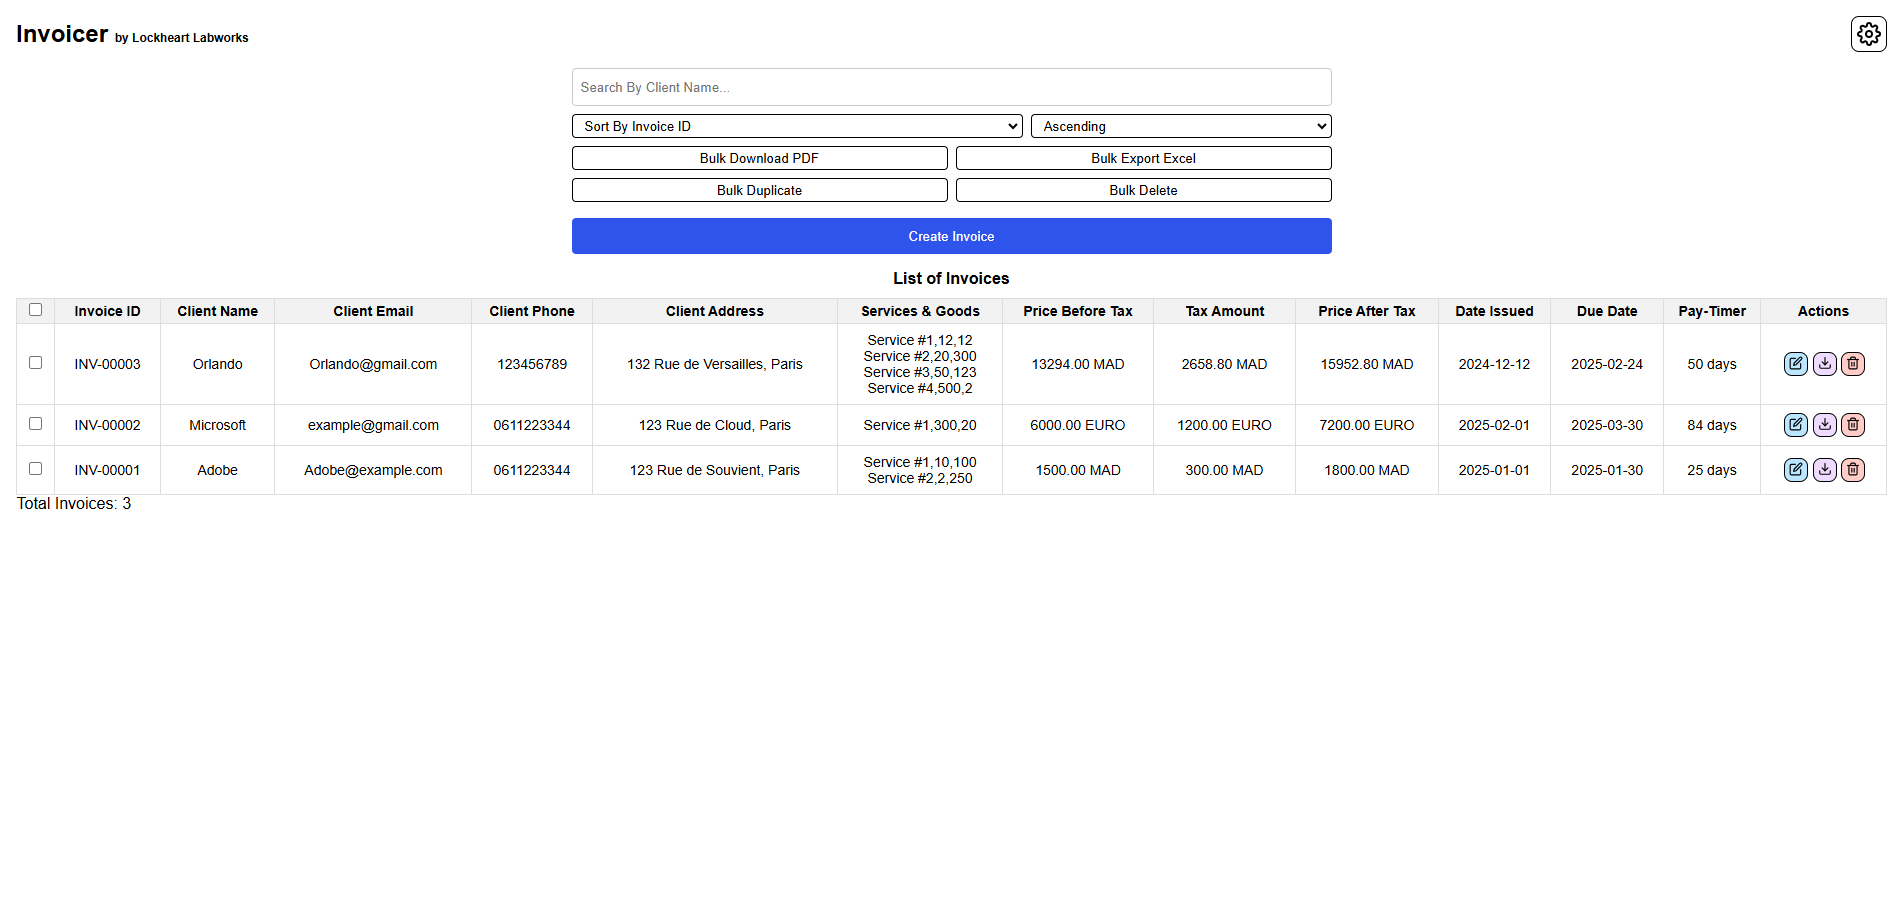 Invoicer by Lockheart Labworks
Search By Client Name...
Sort By Invoice ID Ascending
Bulk Download PDF Bulk Export Excel
Bulk Duplicate Bulk Delete
Create Invoice
List of Invoices
Invoice ID Client Name Client Email Client Phone Client Address Services & Goods Price Before Tax Tax Amount Price After Tax Date Issued Due Date Pay-Timer Actions
Service #1,12,12
Service #2,20,300
INV-00003 Orlando Orlando@gmail.com 123456789 132 Rue de Versailles, Paris 13294.00 MAD 2658.80 MAD 15952.80 MAD 2024-12-12 2025-02-24 50 days
Service #3,50,123
Service #4,500,2
INV-00002 Microsoft example@gmail.com 0611223344 123 Rue de Cloud, Paris Service #1,300,20 6000.00 EURO 1200.00 EURO 7200.00 EURO 2025-02-01 2025-03-30 84 days
Service #1,10,100
INV-00001 Adobe Adobe@example.com 0611223344 123 Rue de Souvient, Paris 1500.00 MAD 300.00 MAD 1800.00 MAD 2025-01-01 2025-01-30 25 days
Service #2,2,250
Total Invoices: 3